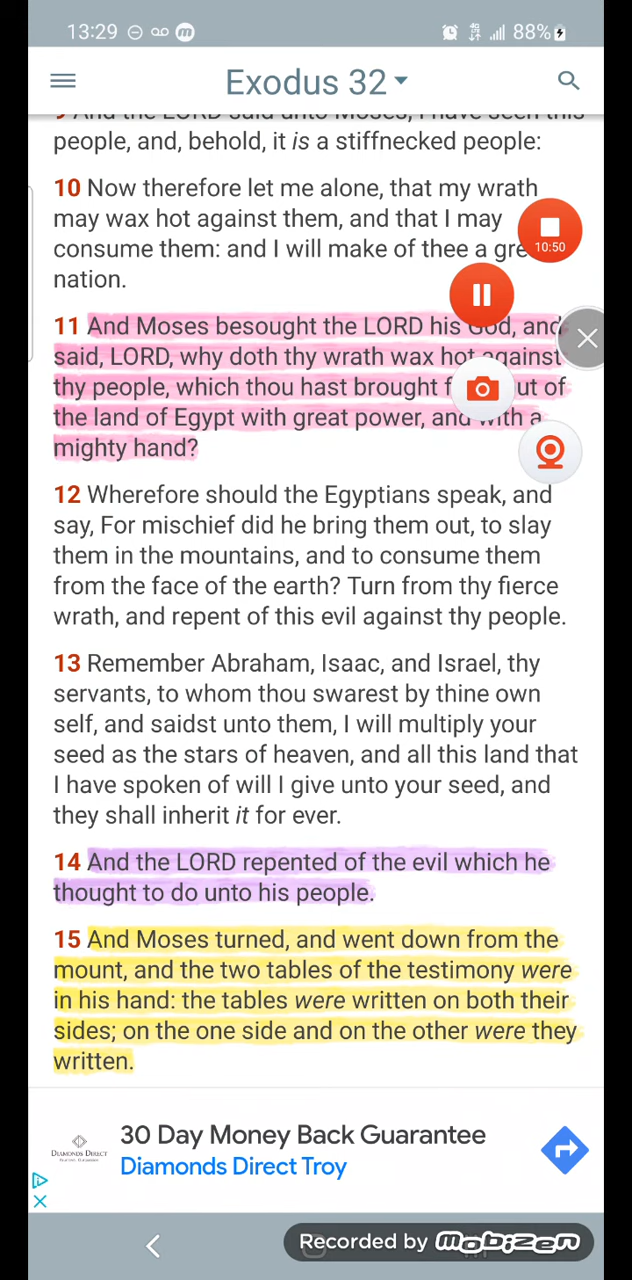 13:29 88%
Exodus 32
people, and, behold, it is a stiffnecked people:
10 Now therefore let me alone, that my wrath
may wax hot against them, and that I may
consume them: and I will make of thee a gre
10:50
nation.
11 And Moses besought the LORD his God, and
said, LORD, why doth thy wrath wax hot against
thy people, which thou hast brought f ut of
the land of Egypt with great power, and with a
mighty hand?
12 Wherefore should the Egyptians speak, and
say, For mischief did he bring them out, to slay
them in the mountains, and to consume them
from the face of the earth? Turn from thy fierce
wrath, and repent of this evil against thy people.
13 Remember Abraham, Isaac, and Israel, thy
servants, to whom thou swarest by thine own
self, and saidst unto them, I will multiply your
seed as the stars of heaven, and all this land that
I have spoken of will I give unto your seed, and
they shall inherit it for ever.
14 And the LORD repented of the evil which he
thought to do unto his people.
15 And Moses turned, and went down from the
mount, and the two tables of the testimony were
in his hand: the tables were written on both their
sides; on the one side and on the other were they
written.
30 Day Money Back Guarantee
DIAMONDS DIRECT
Diamonds Direct Troy
Recorded by mobizen